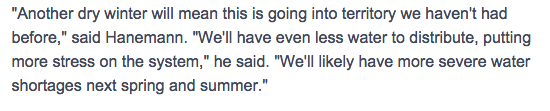 "Another dry winter will mean this is going into territory we haven't had
before," said Hanemann. "We'll have even less water to distribute, putting
more stress on the system," he said. "We'll likely have more severe water
shortages next spring and summer."